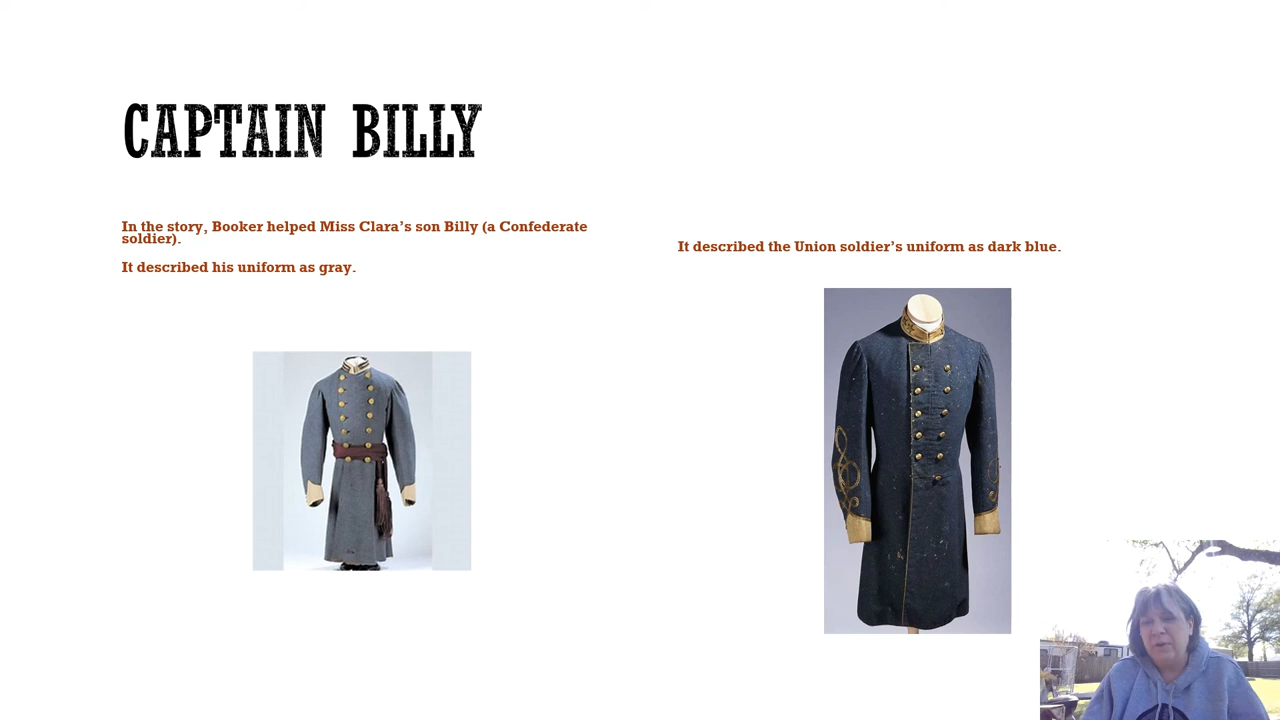 CAPTAIN BILLY
In the story, Booker helped Miss Clara’s son Billy (a Confederate
soldier).
It described his uniform as gray.
It described the Union soldier’s uniform as dark blue.